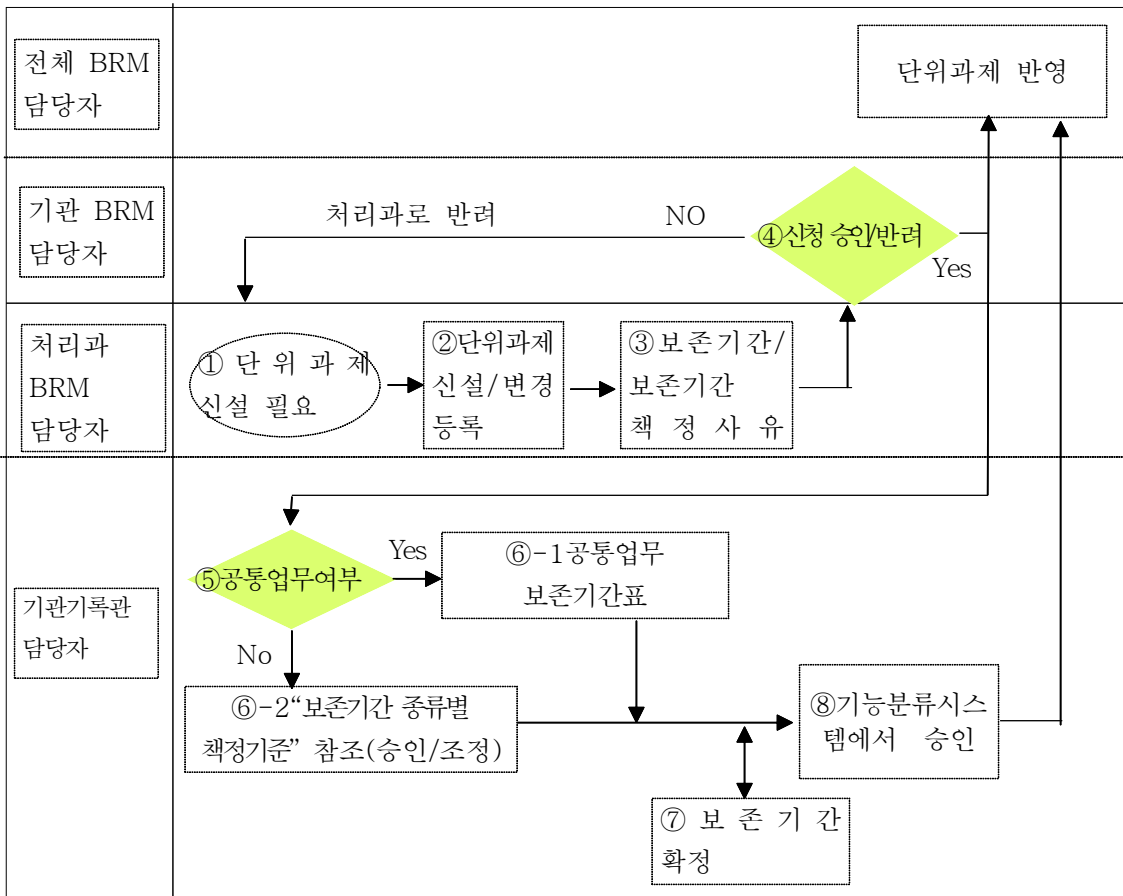 전체 BRM
담당자
단위과제 반영
기관 BRM
담당자
처리과로 반려
NO
④신청 승인/반려
Yes
처리과
BRM
담당자
① 단 위 과 제
신설 필요
②단위과제
신설/변경
등록
③보존기간/
보존기간
책 정 사 유
기관기록관
담당자
⑤공통업무여부
Yes
⑥-1공통업무
보존기간표
No
⑥-2“보존기간 종류별
책정기준” 참조(승인/조정)
⑧기능분류시스
템에서 승인
⑦ 보 존 기 간
확정